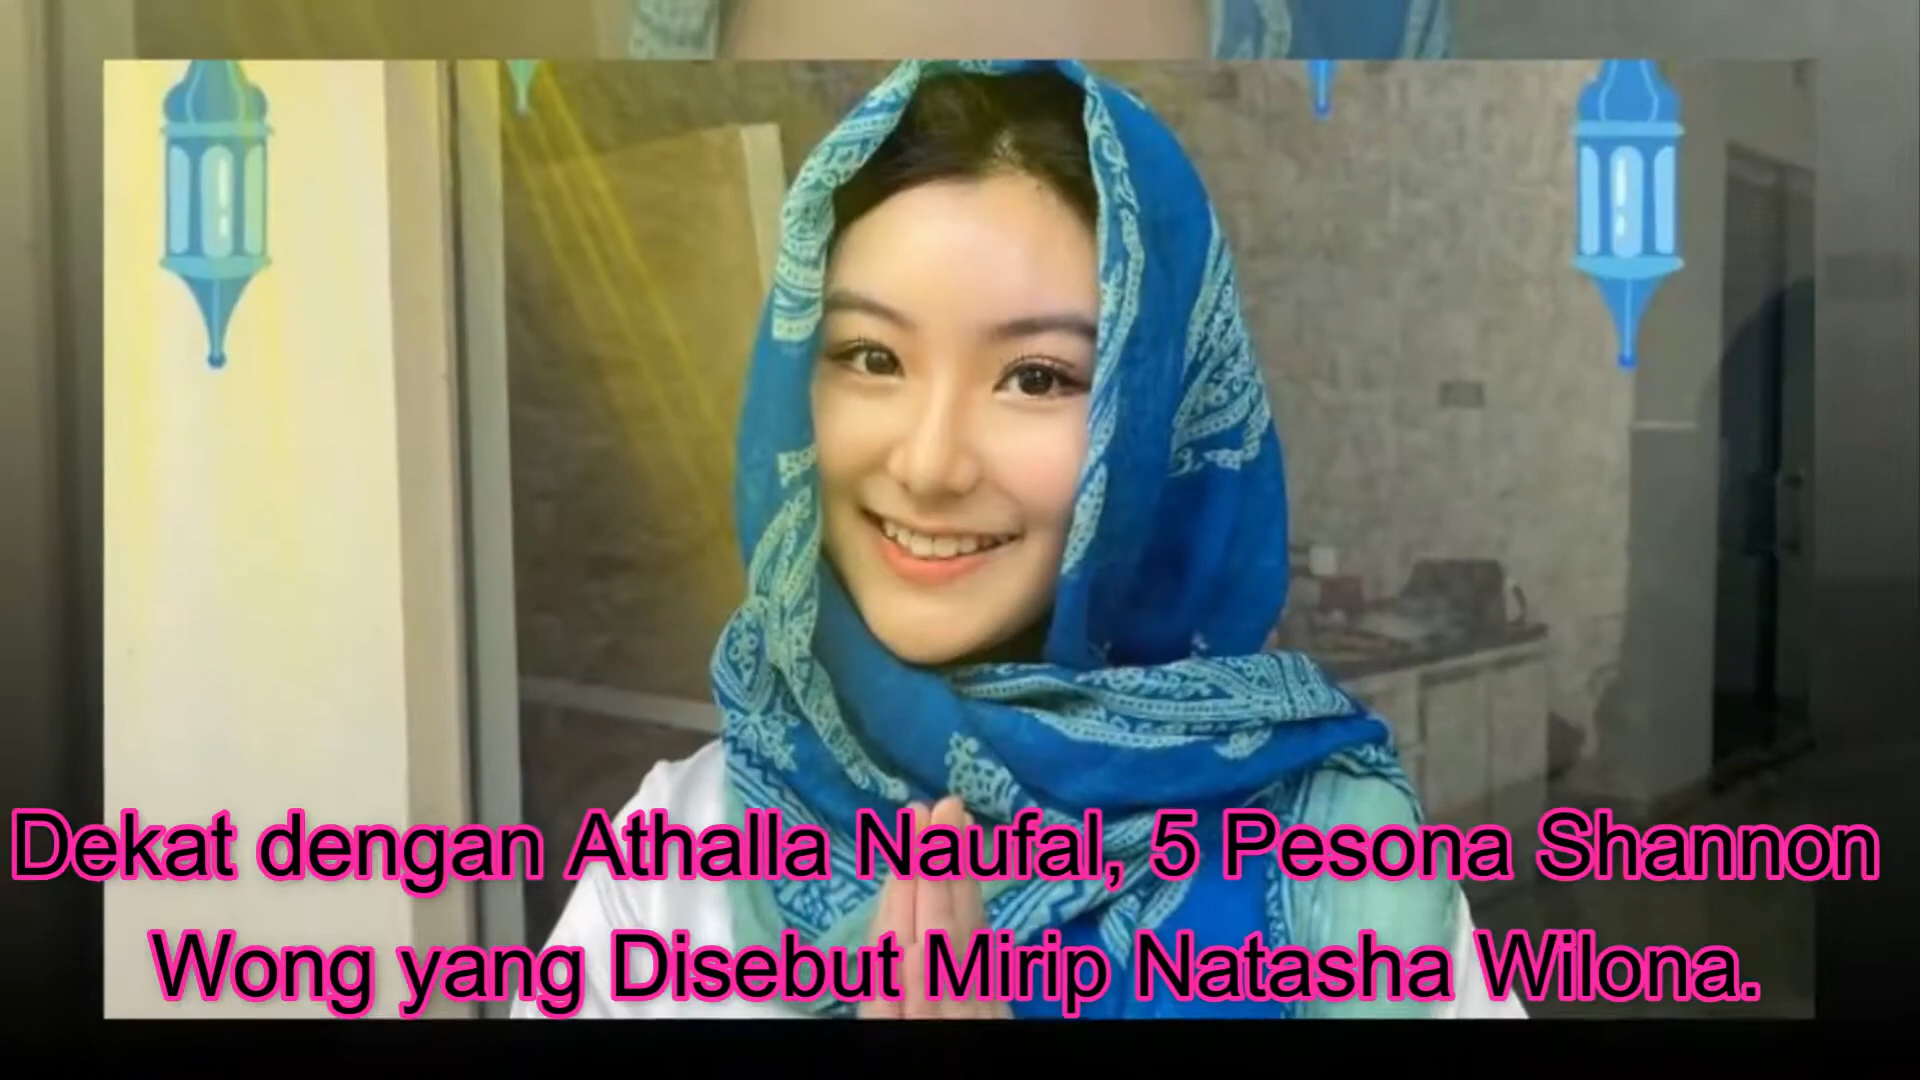 Dekat dengan Athalla Naufal, 5 Pesona Shannon
Wong yang Disebut Mirip Natasha Wilona.